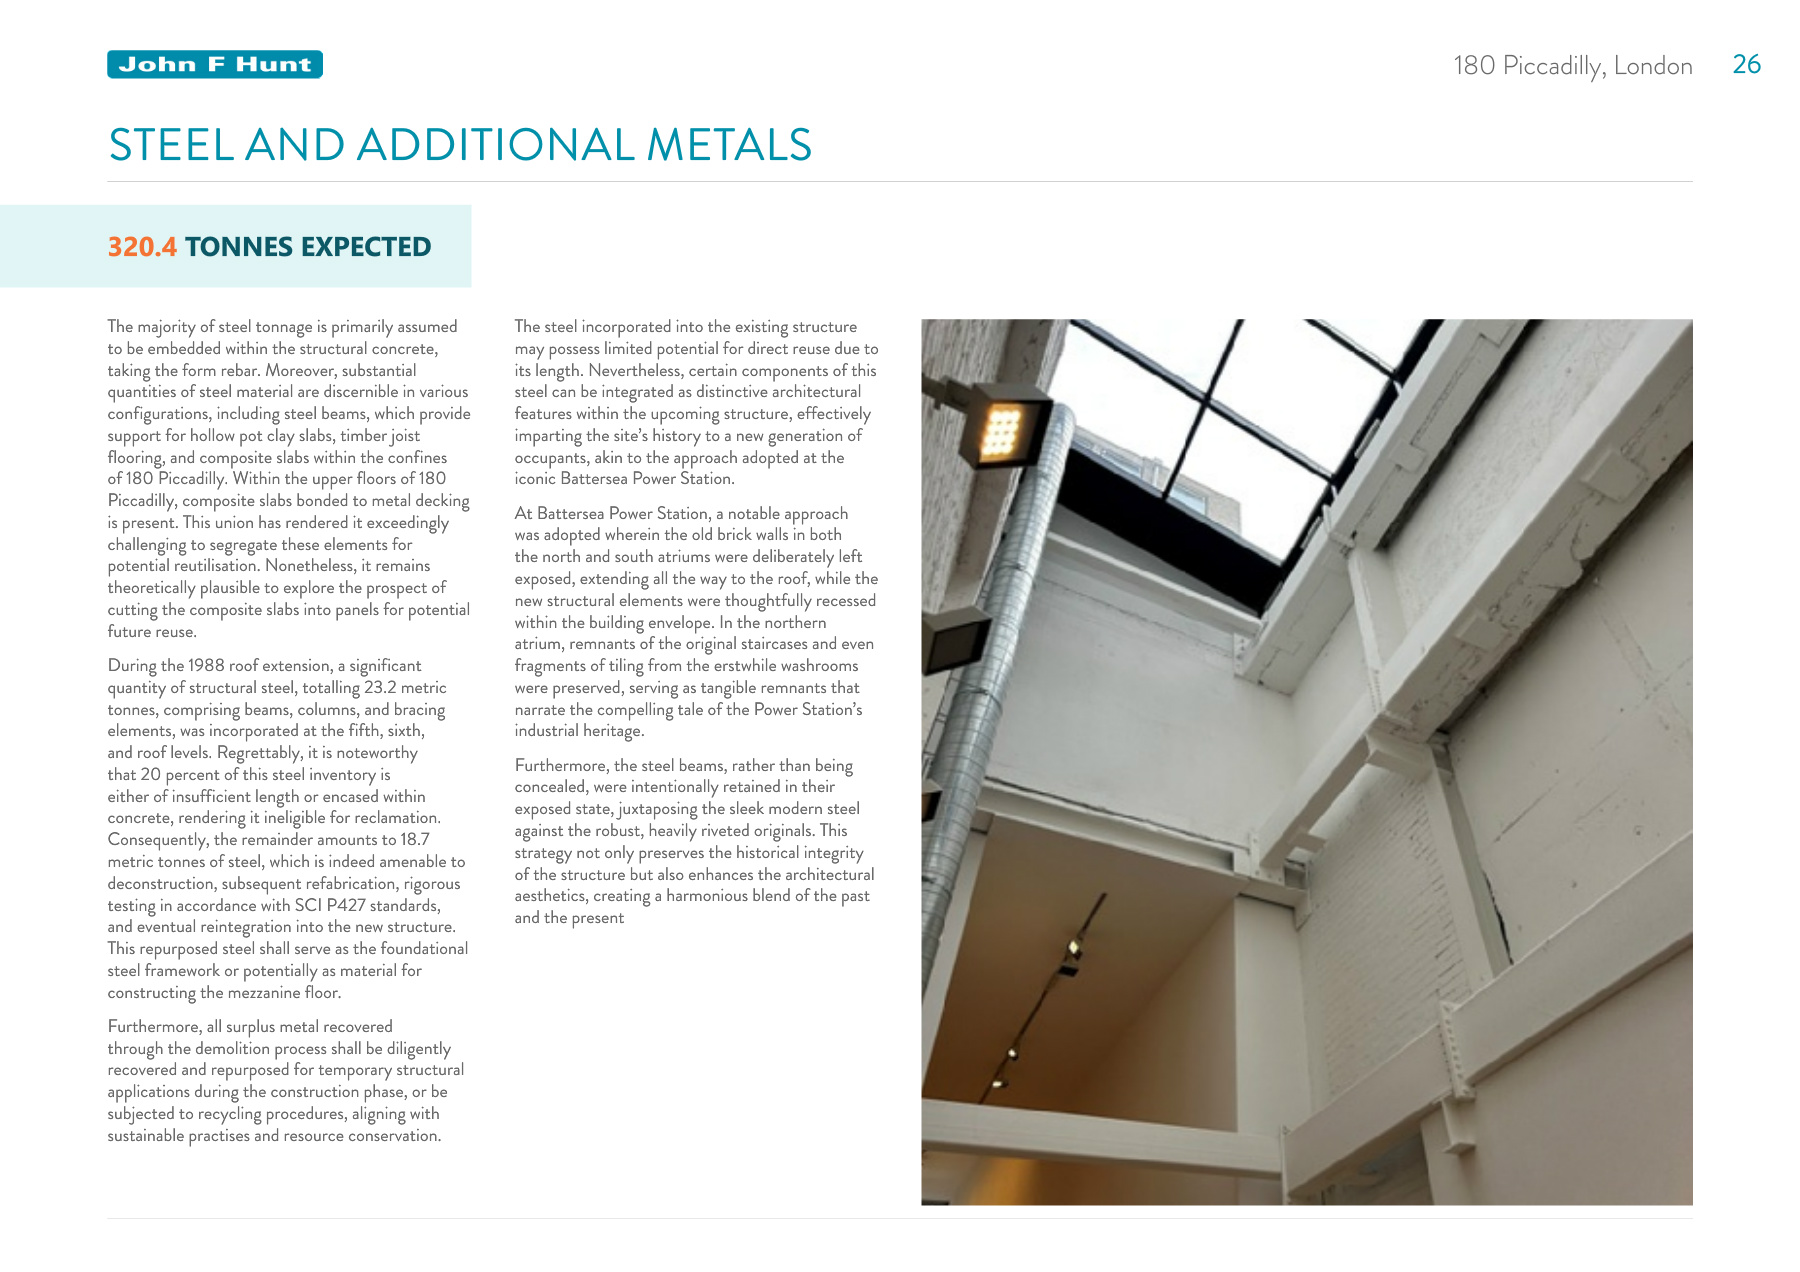 John F Hunt
180 Piccadilly, London 26
STEEL AND ADDITIONAL METALS
320.4 TONNES EXPECTED
The majority of steel tonnage is primarily assumed
to be embedded within the structural concrete,
taking the form rebar. Moreover, substantial
quantities of steel material are discernible in various
configurations, including steel beams, which provide
support for hollow pot clay slabs, timber joist
flooring, and composite slabs within the confines
of 180 Piccadilly. Within the upper floors of 180
Piccadilly, composite slabs bonded to metal decking
is present. This union has rendered it exceedingly
challenging to segregate these elements for
potential reutilisation. Nonetheless, it remains
theoretically plausible to explore the prospect of
cutting the composite slabs into panels for potential
future reuse.
During the 1988 roof extension, a significant
quantity of structural steel, totalling 23.2 metric
tonnes, comprising beams, columns, and bracing
elements, was incorporated at the fifth, sixth,
and roof levels. Regrettably, it is noteworthy
that 20 percent of this steel inventory is
either of insufficient length or encased within
concrete, rendering it ineligible for reclamation.
Consequently, the remainder amounts to 18.7
metric tonnes of steel, which is indeed amenable to
deconstruction, subsequent refabrication, rigorous
testing in accordance with SCI P427 standards,
and eventual reintegration into the new structure.
This repurposed steel shall serve as the foundational
steel framework or potentially as material for
constructing the mezzanine floor.
Furthermore, all surplus metal recovered
through the demolition process shall be diligently
recovered and repurposed for temporary structural
applications during the construction phase, or be
subjected to recycling procedures, aligning with
sustainable practises and resource conservation.
The steel incorporated into the existing structure
may possess limited potential for direct reuse due to
its length. Nevertheless, certain components of this
steel can be integrated as distinctive architectural
features within the upcoming structure, effectively
imparting the site's history to a new generation of
occupants, akin to the approach adopted at the
iconic Battersea Power Station.
At Battersea Power Station, a notable approach
was adopted wherein the old brick walls in both
the north and south atriums were deliberately left
exposed, extending all the way to the roof, while the
new structural elements were thoughtfully recessed
within the building envelope. In the northern
atrium, remnants of the original staircases and even
fragments of tiling from the erstwhile washrooms
were preserved, serving as tangible remnants that
narrate the compelling tale of the Power Station's
industrial heritage.
Furthermore, the steel beams, rather than being
concealed, were intentionally retained in their
exposed state, juxtaposing the sleek modern steel
against the robust, heavily riveted originals. This
strategy not only preserves the historical integrity
of the structure but also enhances the architectural
aesthetics, creating a harmonious blend of the past
and the present